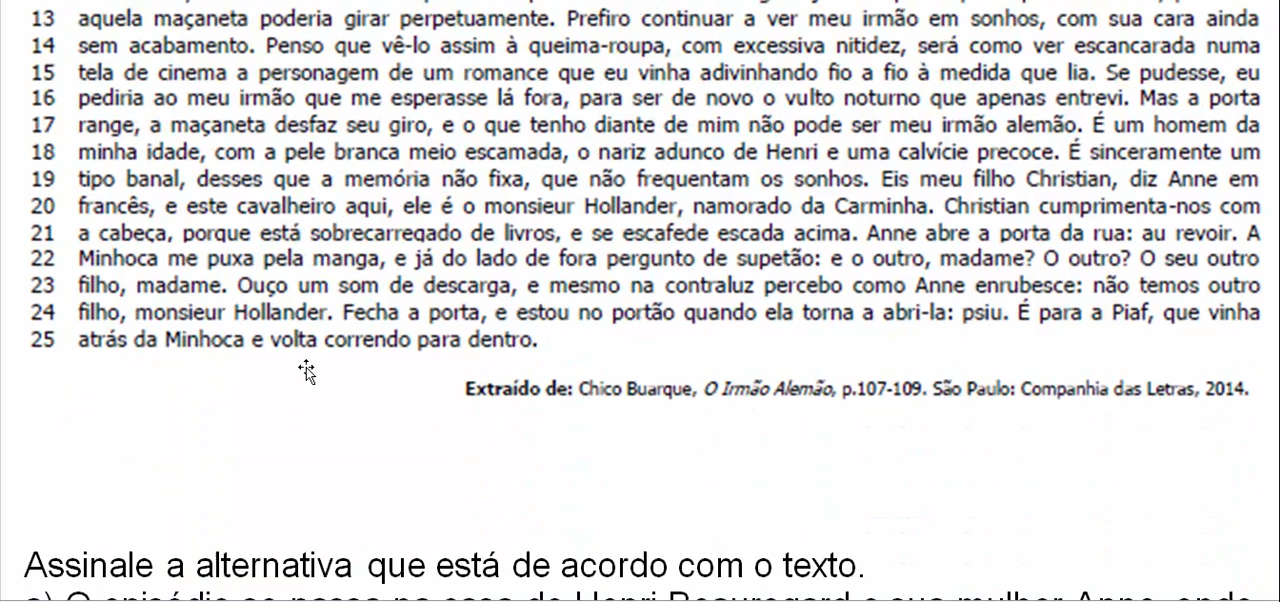 13 aquela maçaneta poderia girar perpetuamente. Prefiro continuar a ver meu irmão em sonhos, com sua cara ainda
14 sem acabamento. Penso que vê-lo assim à queima-roupa, com excessiva nitidez, será como ver escancarada numa
15 tela de cinema a personagem de um romance que eu vinha adivinhando fio a fio à medida que lia. Se pudesse, eu
16 pediria ao meu irmão que me esperasse lá fora, para ser de novo o vulto noturno que apenas entrevi. Mas a porta
17 range, a maçaneta desfaz seu giro, e o que tenho diante de mim não pode ser meu irmão alemão. É um homem da
18 minha idade, com a pele branca meio escamada, o nariz adunco de Henri e uma calvície precoce. É sinceramente um
19 tipo banal, desses que a memória não fixa, que não frequentam os sonhos. Eis meu filho Christian, diz Anne em
20 francês, e este cavalheiro aqui, ele é o monsieur Hollander, namorado da Carminha. Christian cumprimenta-nos com
21 a cabeça, porque está sobrecarregado de livros, e se escafede escada acima. Anne abre a porta da rua: au revoir. A
22 Minhoca me puxa pela manga, e já do lado de fora pergunto de supetão: e o outro, madame? O outro? O seu outro
23 filho, madame. Ouço um som de descarga, e mesmo na contraluz percebo como Anne enrubesce: não temos outro
24 filho, monsieur Hollander. Fecha a porta, e estou no portão quando ela torna a abri-la: psiu. É para a Piaf, que vinha
25 atrás da Minhoca e volta correndo para dentro.
Extraído de: Chico Buarque, O Irmão Alemão, p.107-109. São Paulo: Companhia das Letras, 2014.
Assinale a alternativa que está de acordo com o texto.
a) O episódio se passa na casa de Henri Beauregard e sua mulher Anne, onde